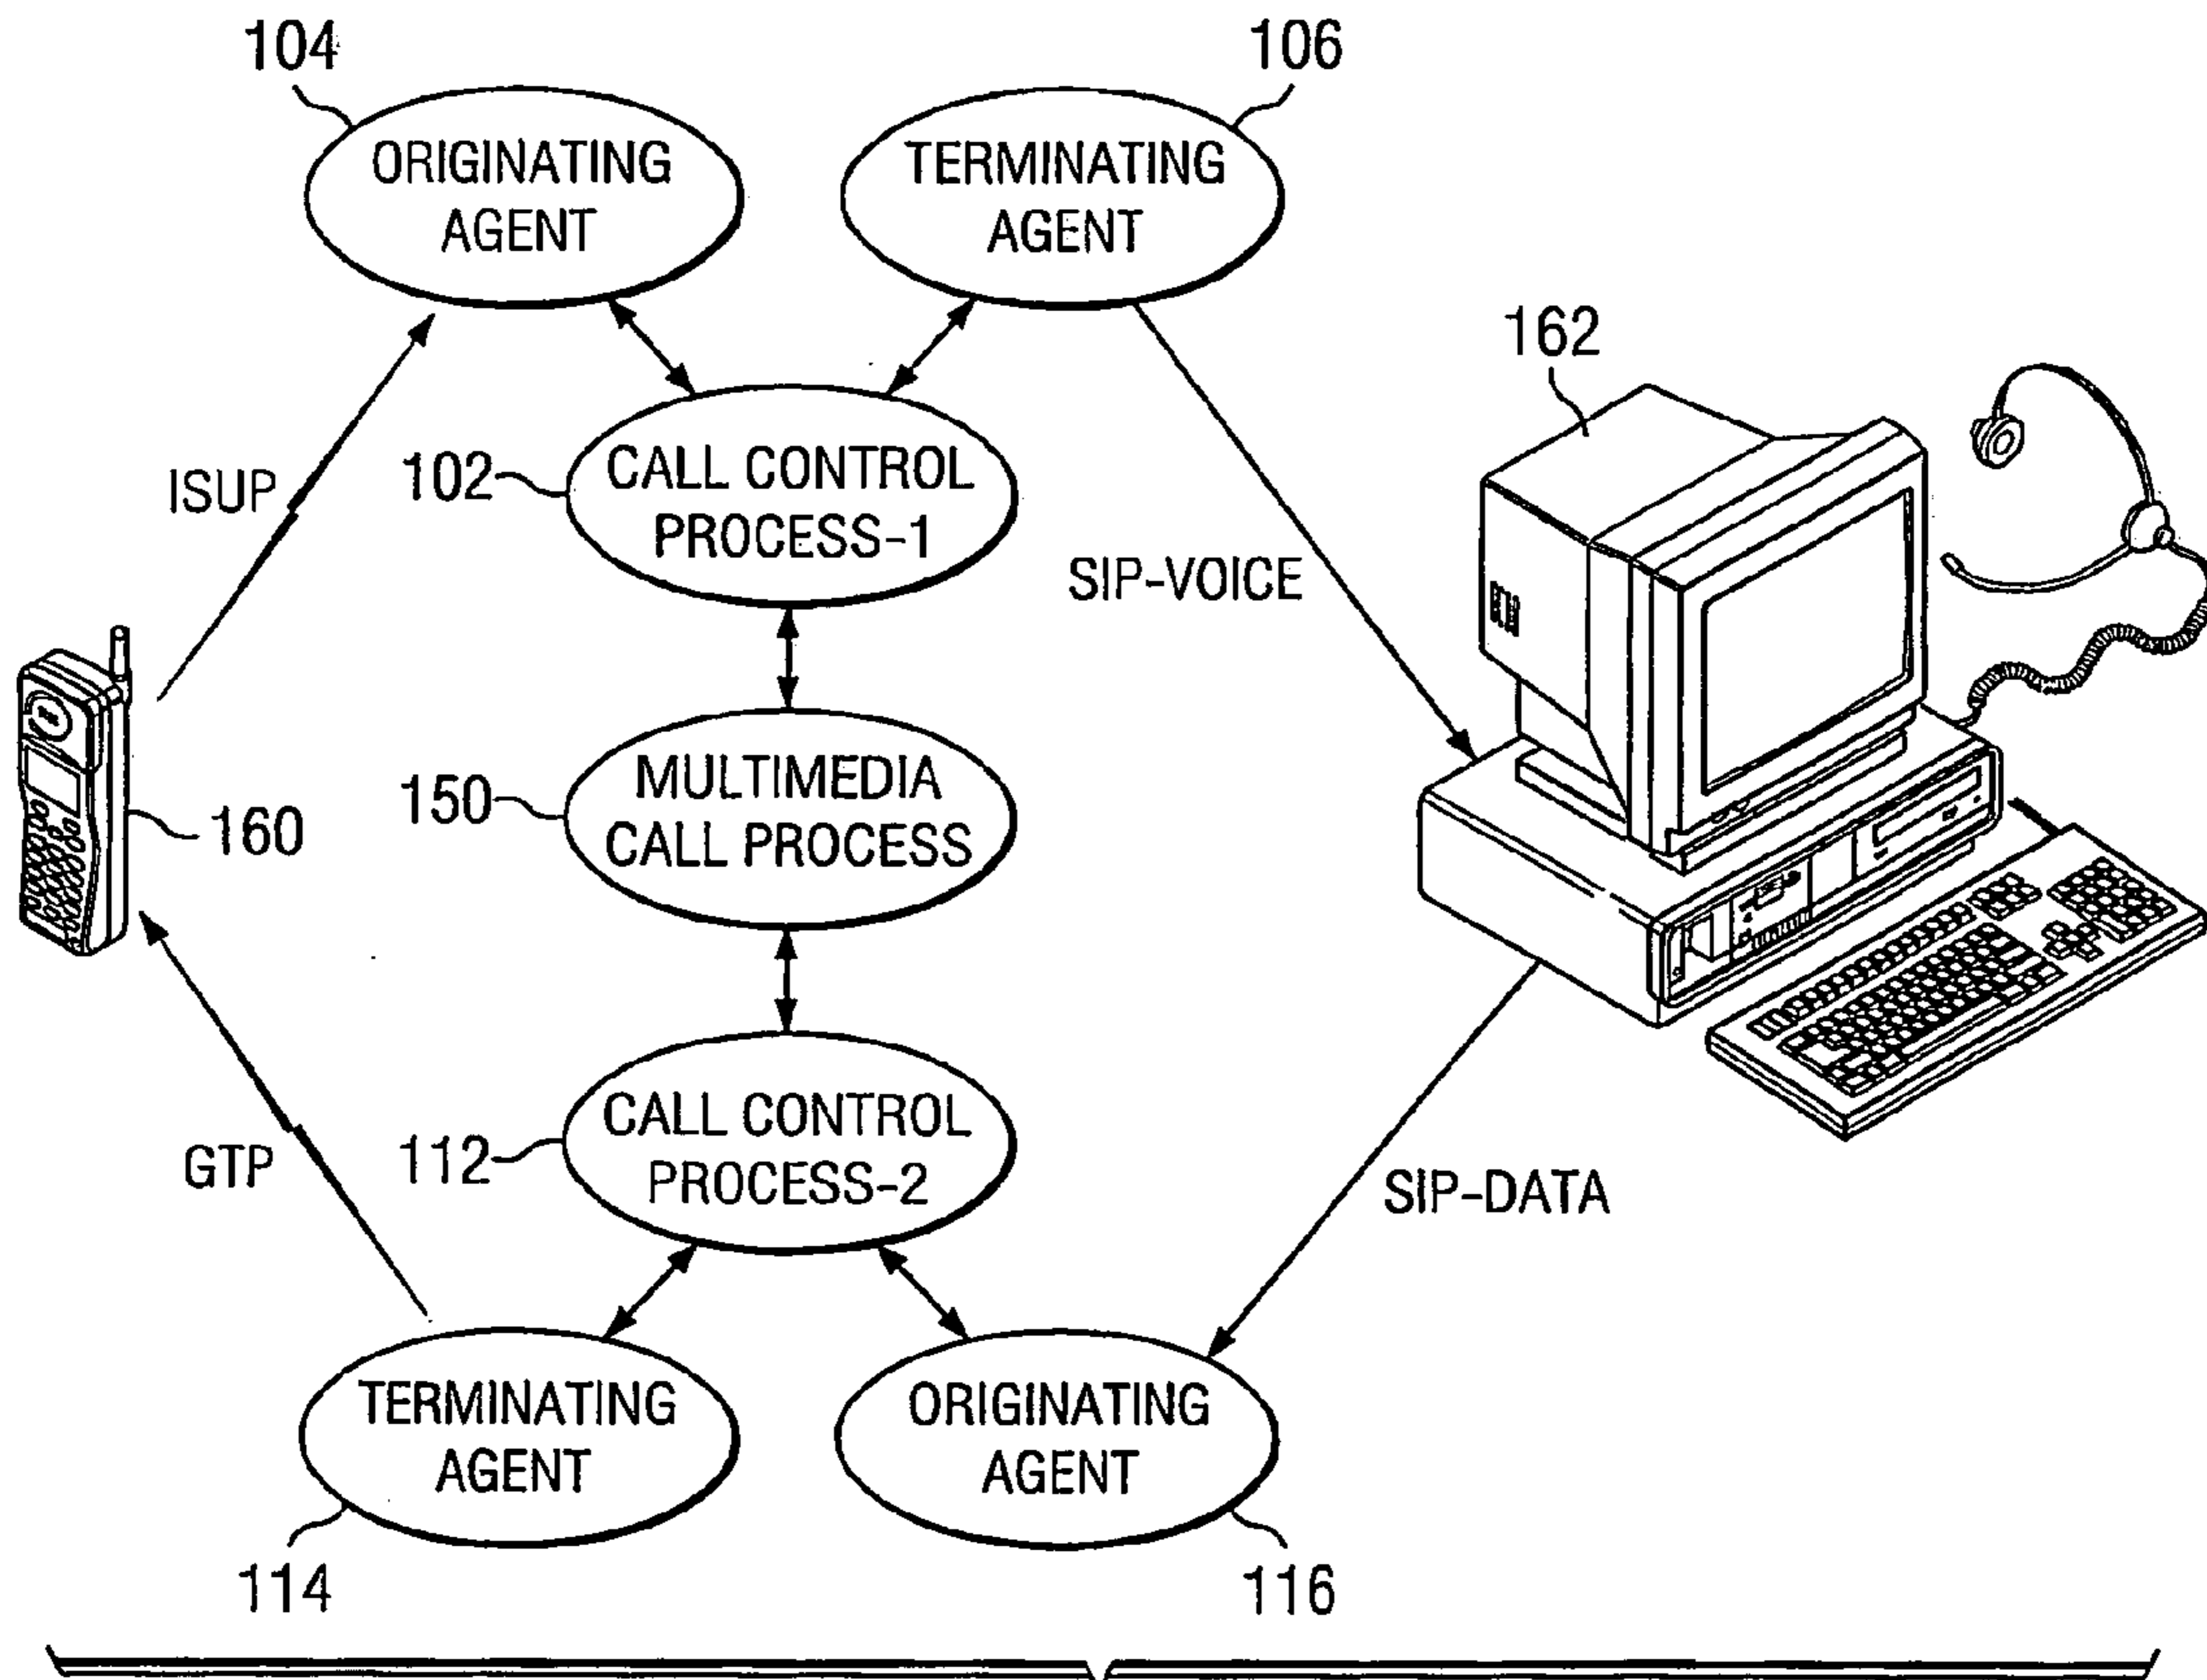 104
106
ORIGINATING
AGENT
TERMINATING
AGENT
162
102
CALL CONTROL
PROCESS-1
ISUP
SIP-VOICE
150
MULTIMEDIA
CALL PROCESS
160
112
CALL CONTROL
PROCESS-2
GTP
SIP-DATA
TERMINATING
AGENT
ORIGINATING
AGENT
114
116